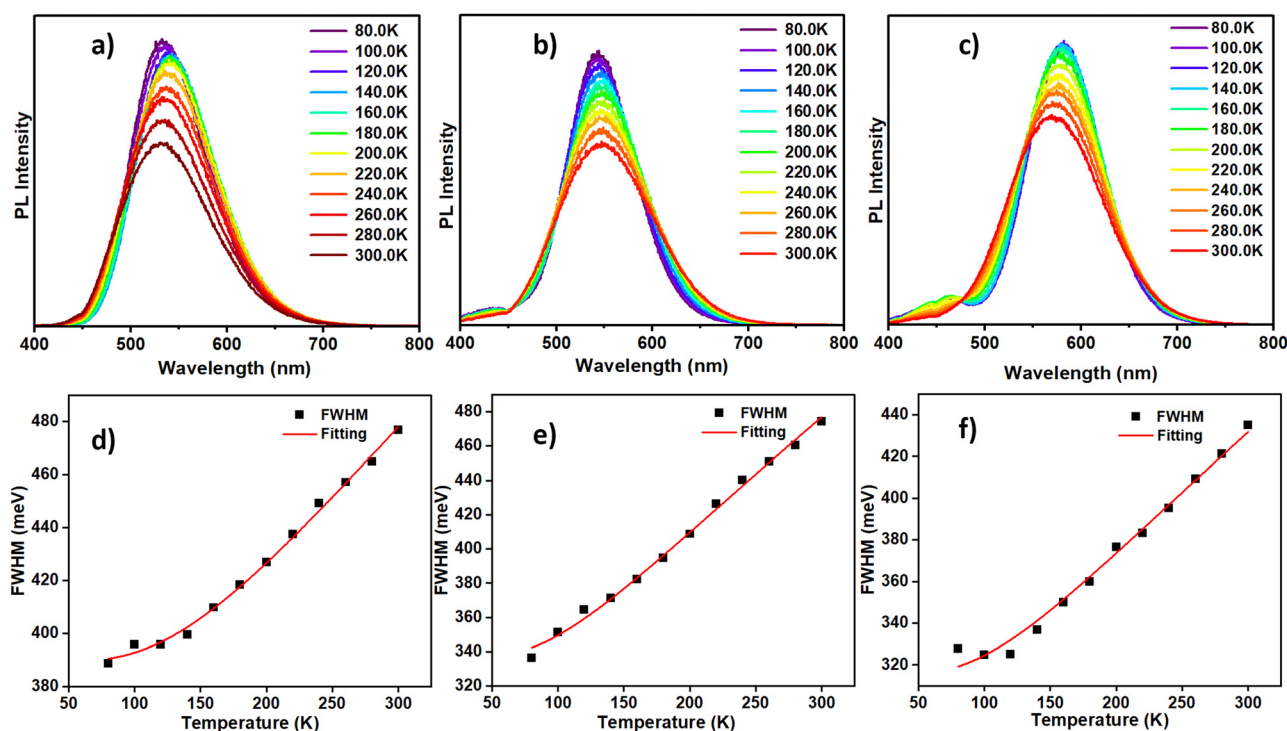 a)
80.0K
100.0K
120.0K
140.0K
160.0K
180.0K
200.0K
220.0K
240.0K
260.0K
280.0K
300.0K
PL Intensity
400 500 600 700 800
Wavelength (nm)
b)
80.0K
100.0K
120.0K
140.0K
160.0K
180.0K
200.0K
220.0K
240.0K
260.0K
280.0K
300.0K
PL Intensity
400 500 600 700 800
Wavelength (nm)
c)
80.0K
100.0K
120.0K
140.0K
160.0K
180.0K
200.0K
220.0K
240.0K
260.0K
280.0K
300.0K
PL Intensity
400 500 600 700 800
Wavelength (nm)
d)
FWHM
Fitting
480
460
440
420
400
380
FWHM (meV)
50 100 150 200 250 300
Temperature (K)
e)
FWHM
Fitting
480
460
440
420
400
380
360
340
320
FWHM (meV)
50 100 150 200 250 300
Temperature (K)
f)
FWHM
Fitting
440
420
400
380
360
340
320
FWHM (meV)
50 100 150 200 250 300
Temperature (K)